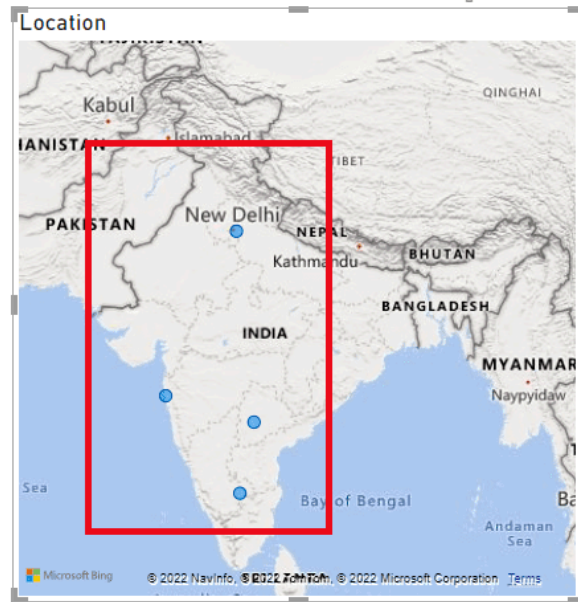 Location
QINGHAI
Kabul
Islamabad
TIBET
New Delhi
PAKISTAN
NEPAL
BHUTAN
Kathmandu
BANGLADESH
INDIA
MYANMAR
Naypyidaw
Sea
Bay of Bengal
Ba
Andaman
Sea
Microsoft Bing
© 2022 NavInfo, © 2022 TomTom, © 2022 Microsoft Corporation Terms